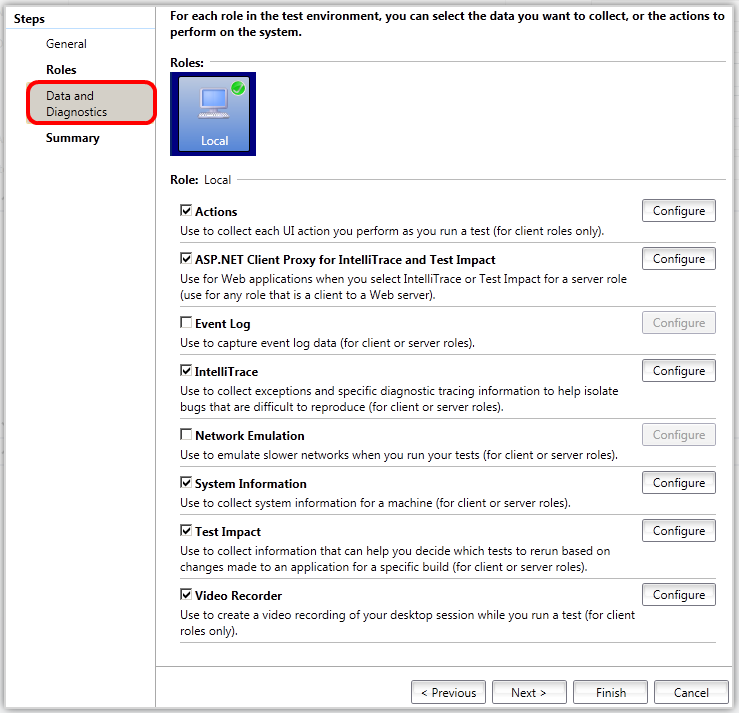 Steps
General
Roles
Data and
Diagnostics
Summary
For each role in the test environment, you can select the data you want to collect, or the actions to
perform on the system.
Roles:
Local
Role: Local
Actions
Configure
Use to collect each UI action you perform as you run a test (for client roles only).
ASP.NET Client Proxy for IntelliTrace and Test Impact
Configure
Use for Web applications when you select IntelliTrace or Test Impact for a server role
(use for any role that is a client to a Web server).
Event Log
Configure
Use to capture event log data (for client or server roles).
IntelliTrace
Configure
Use to collect exceptions and specific diagnostic tracing information to help isolate
bugs that are difficult to reproduce (for client or server roles).
Network Emulation
Configure
Use to emulate slower networks when you run your tests (for client or server roles).
System Information
Configure
Use to collect system information for a machine (for client or server roles).
Test Impact
Configure
Use to collect information that can help you decide which tests to rerun based on
changes made to an application for a specific build (for client or server roles).
Video Recorder
Configure
Use to create a video recording of your desktop session while you run a test (for client
roles only).
< Previous
Next >
Finish
Cancel